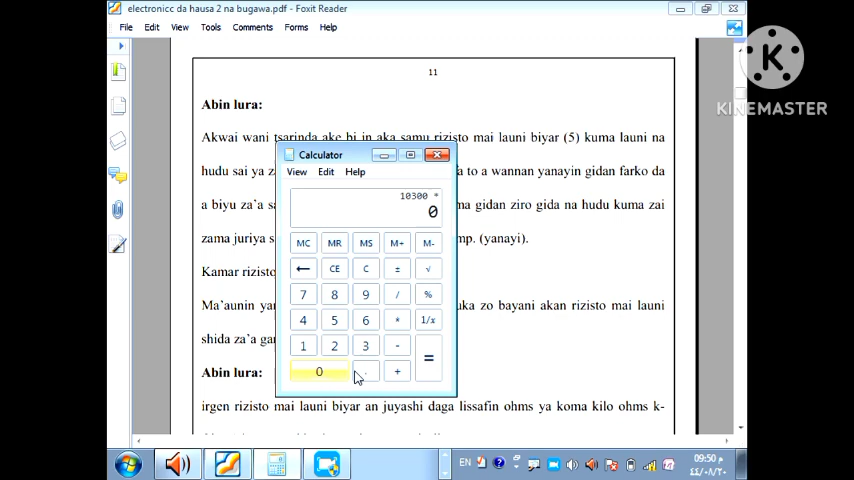 electronicc da hausa 2 na bugawa.pdf - Foxit Reader
File Edit View Tools Comments Forms Help
11
KINEMASTER
Abin lura:
Akwai wani tsarinda ake bi in aka samu rizisto mai launi biyar (5) kuma launi na
hudu sai ya fa to a wannan yanayin gidan farko da
a biyu za'a ma gidan ziro gida na hudu kuma zai
zama juriya mp. (yanayi).
Kamar rizisto
Ma'aunin yan uka zo bayani akan rizisto mai launi
shida za'a
Abin lura:
irgen rizisto mai launi biyar an juyashi daga lissafin ohms ya koma kilo ohms k-
Calculator
View Edit Help
10300 *
0
MC MR MS M+ M-
← CE C ± √
7 8 9 / %
4 5 6 * 1/x
1 2 3 - =
0 . +
EN
09:50 م